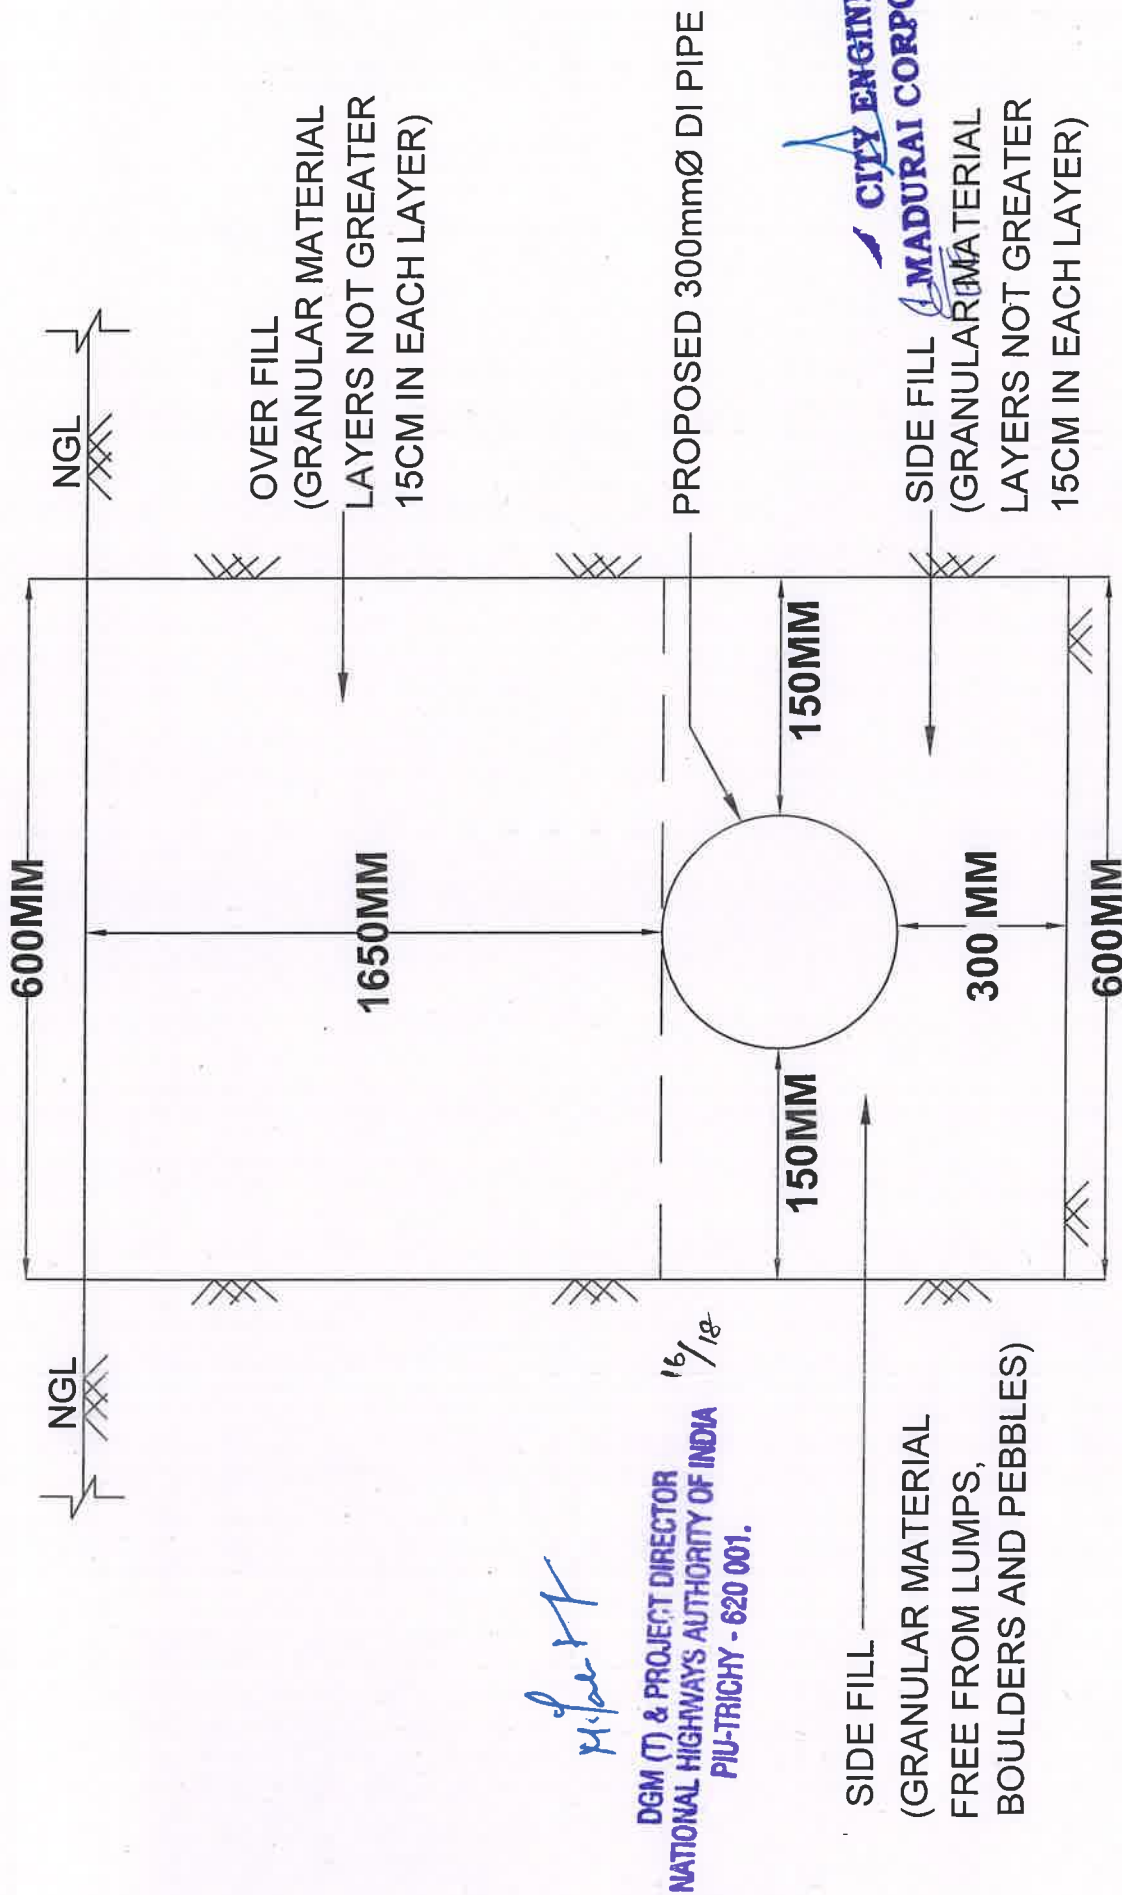 600MM
NGL
NGL
OVER FILL
(GRANULAR MATERIAL
LAYERS NOT GREATER
15CM IN EACH LAYER)
1650MM
PROPOSED 300mmØ DI PIPE
150MM
150MM
300 MM
600MM
SIDE FILL
(GRANULAR MATERIAL
LAYERS NOT GREATER
15CM IN EACH LAYER)
CITY
MADURAI
SIDE FILL
(GRANULAR MATERIAL
FREE FROM LUMPS,
BOULDERS AND PEBBLES)
16/18
DGM (T) & PROJECT DIRECTOR
NATIONAL HIGHWAYS AUTHORITY OF INDIA
PIU-TRICHY - 620 001.